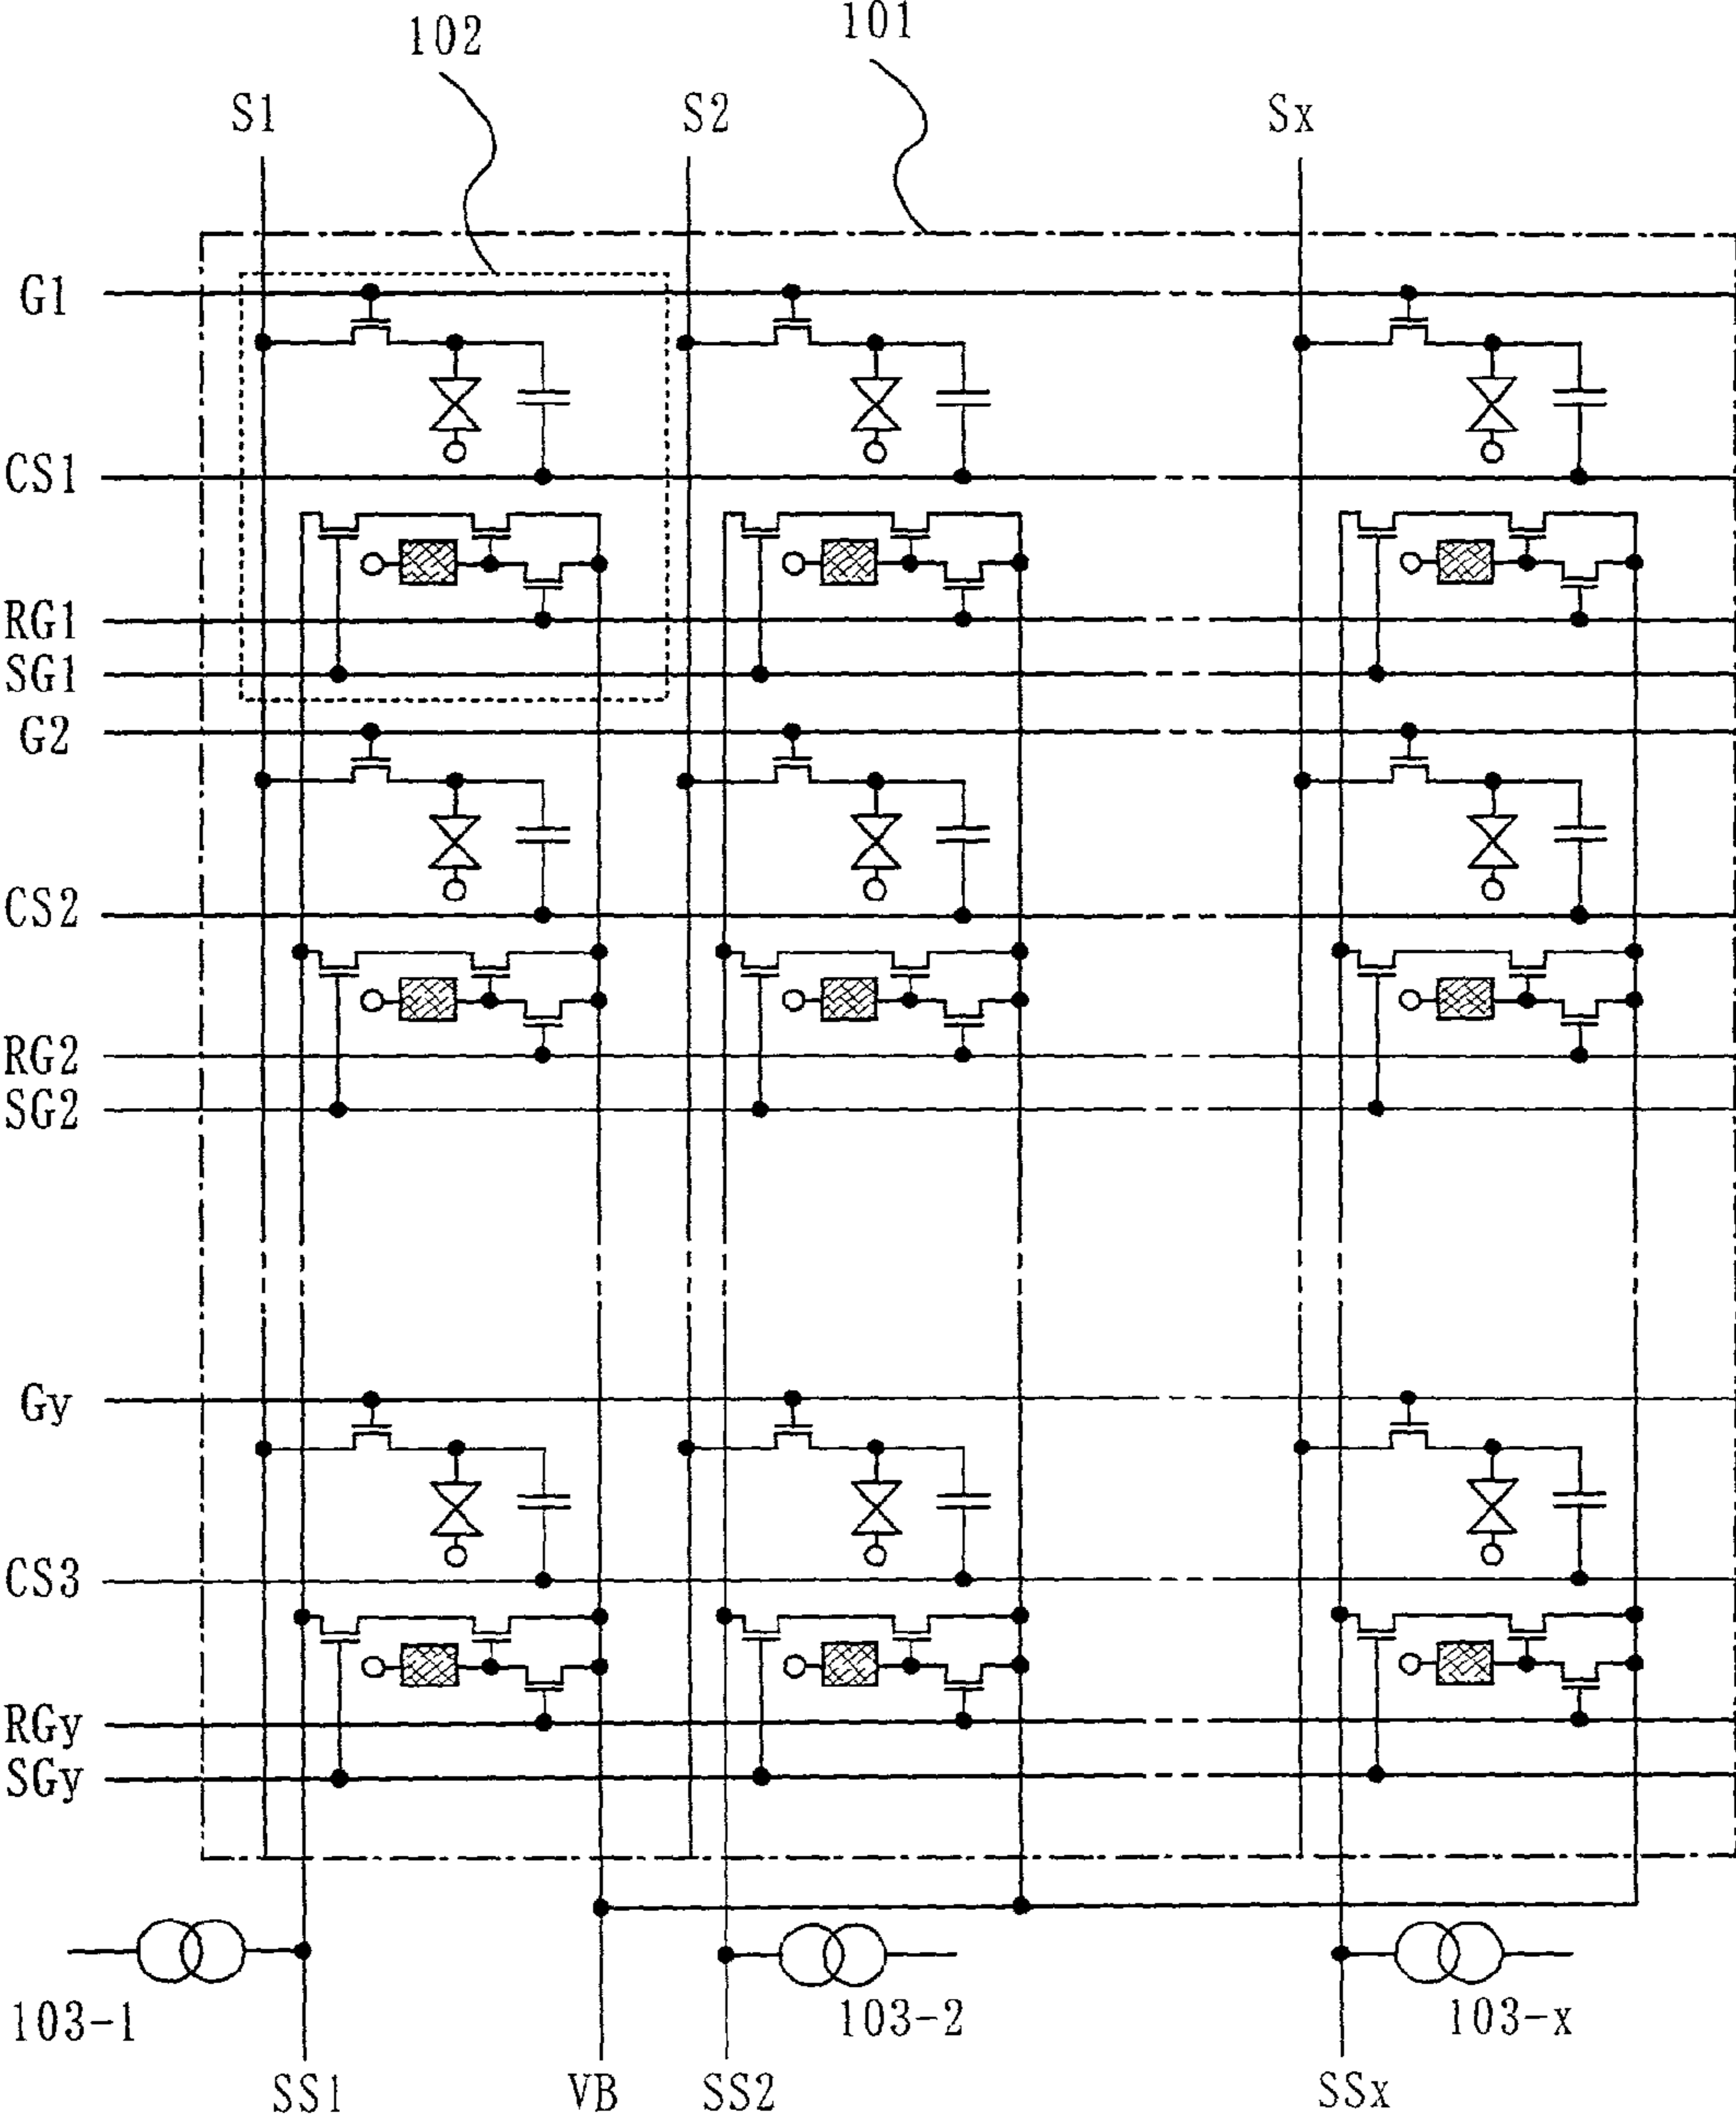 102
101
S1
S2
Sx
G1
CS1
RG1
SG1
G2
CS2
RG2
SG2
Gy
CS3
RGy
SGy
103-1
103-2
103-x
SS1
VB
SS2
SSx